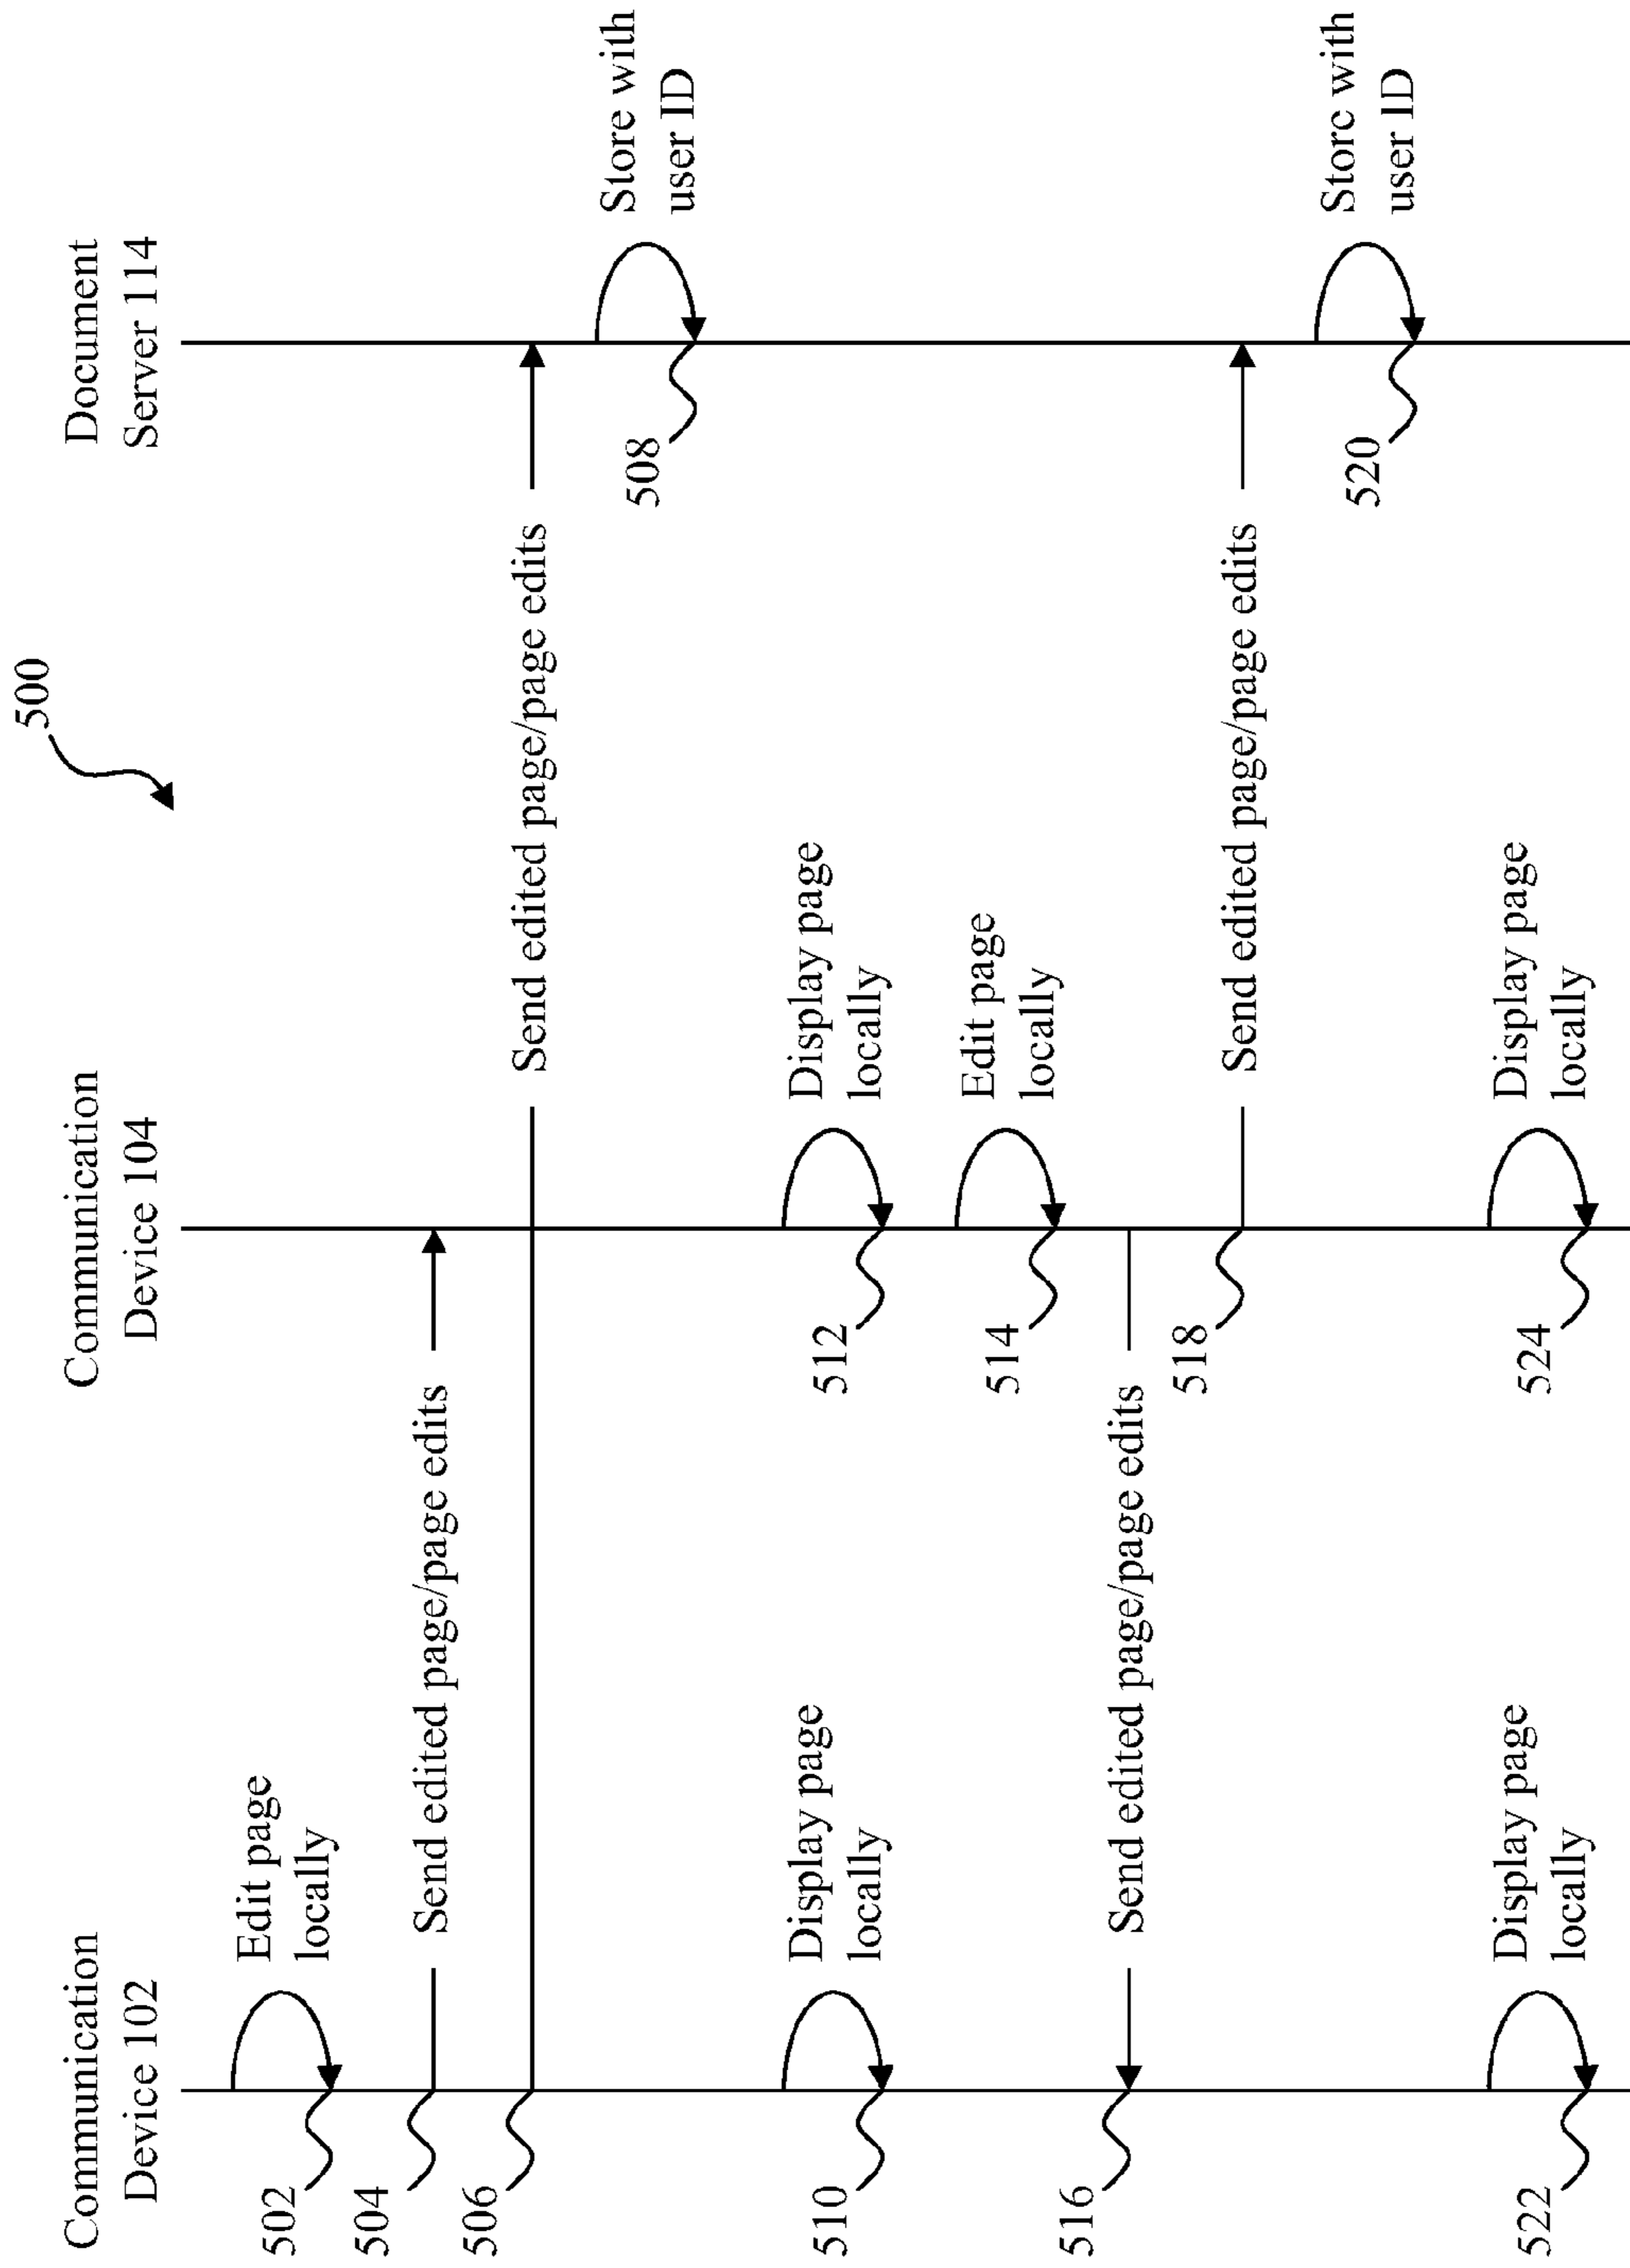 500
Communication
Device 102
Communication
Device 104
Document
Server 114
Edit page
locally
502
504
Send edited page/page edits
506
Send edited page/page edits
Store with
user ID
508
Display page
locally
510
Display page
locally
512
Edit page
locally
514
516
Send edited page/page edits
518
Send edited page/page edits
Store with
user ID
520
Display page
locally
522
Display page
locally
524